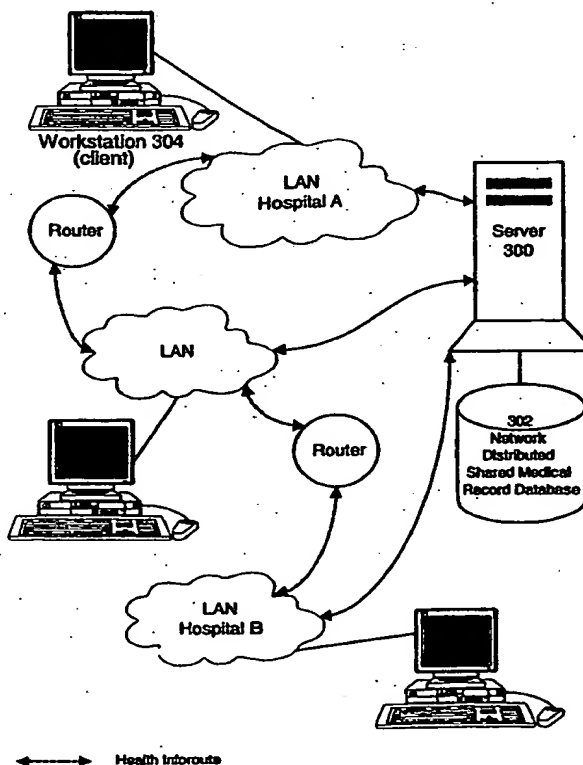 Workstation 304
(client)
LAN
Hospital A
Router
Server
300
LAN
302
Network
Distributed
Shared Medical
Record Database
Router
LAN
Hospital B
Health Inforoute